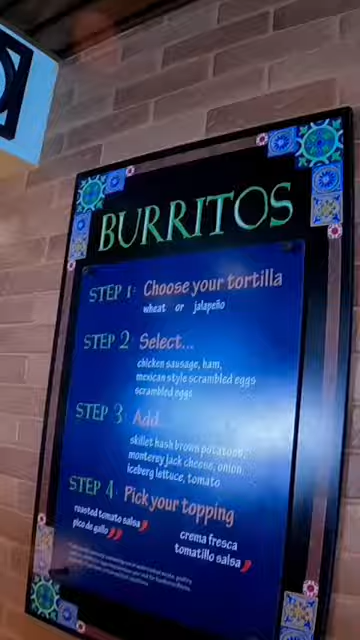 BURRITOS
STEP 1: Choose your tortilla
wheat or jalapeño
STEP 2: Select...
chicken sausage, ham,
mexican style scrambled eggs
scrambled eggs
STEP 3: Add...
skillet hash brown potatoes,
monterey jack cheese, onion,
iceberg lettuce, tomato
STEP 4: Pick your topping
roasted tomato salsa
pico de gallo
crema fresca
tomatillo salsa